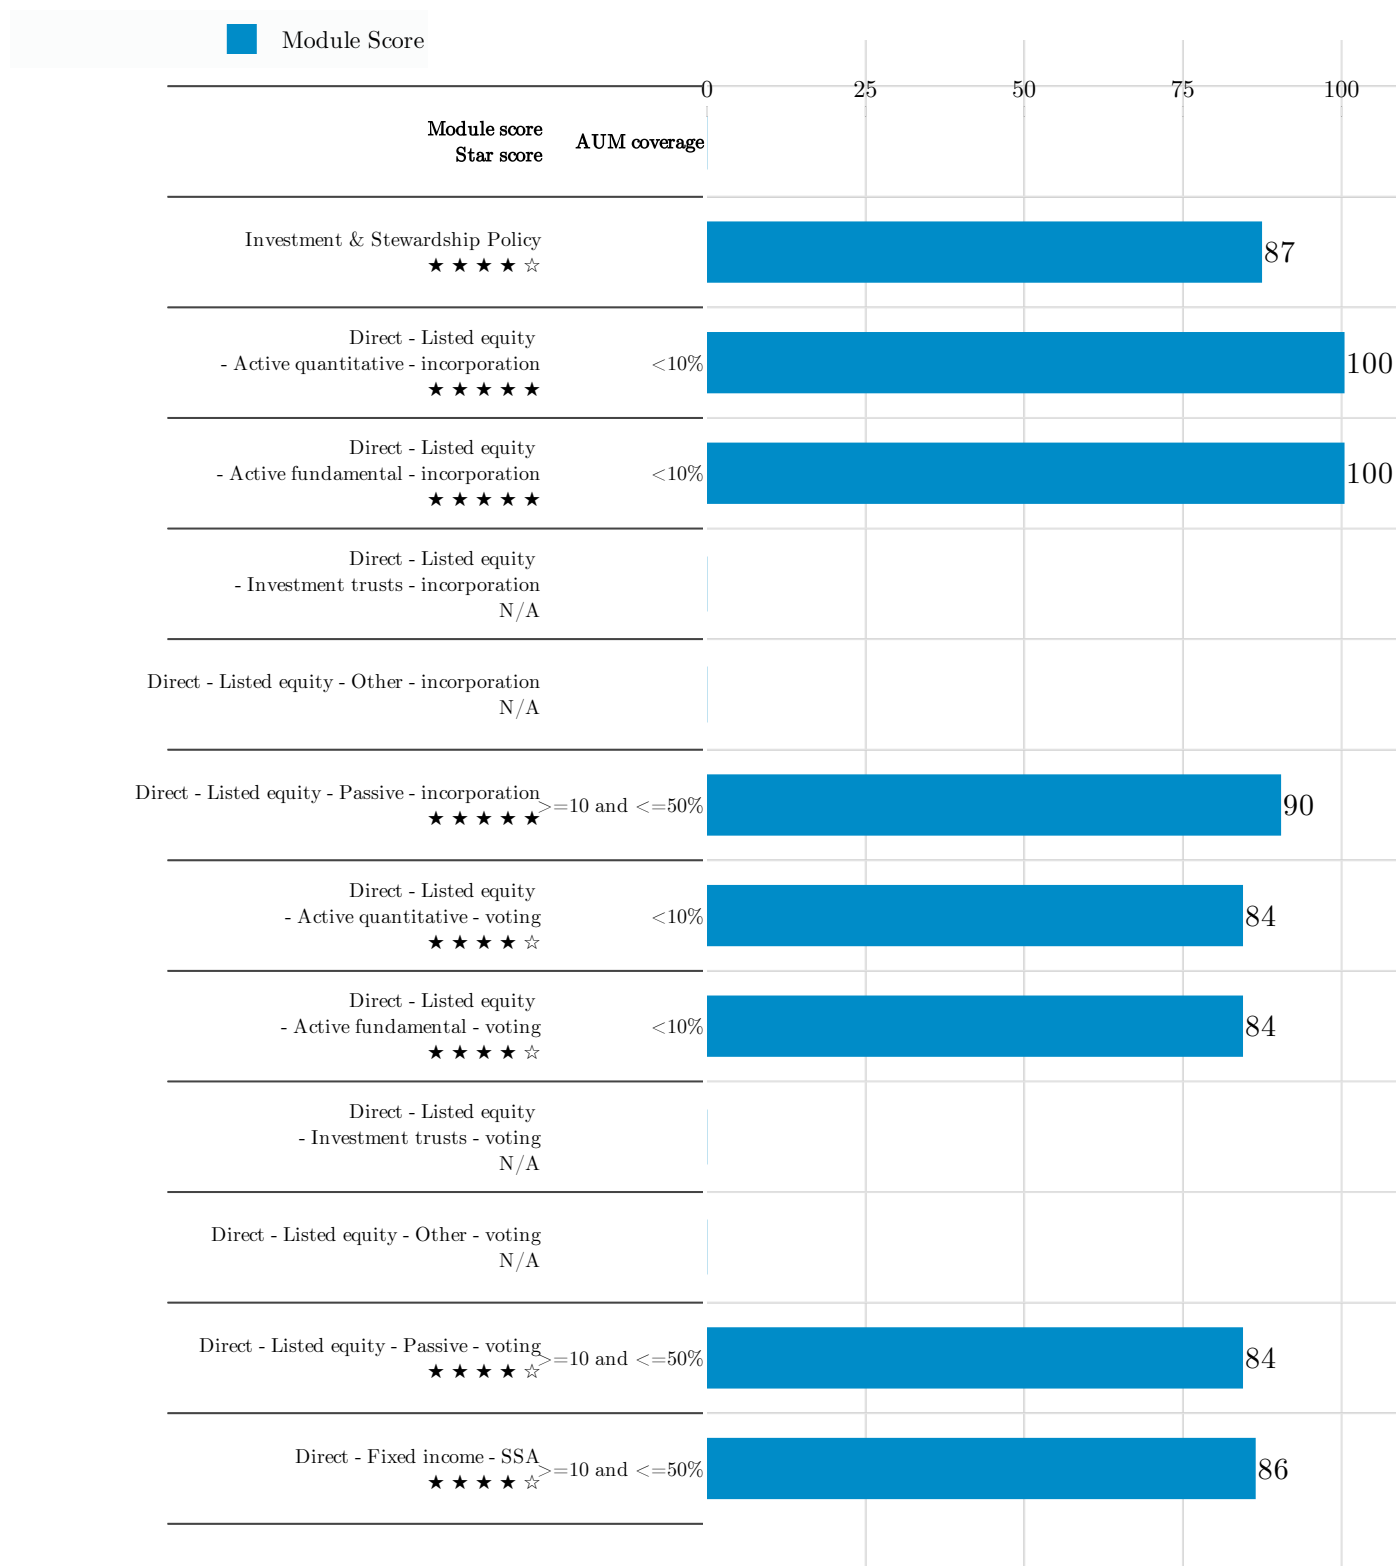 Module Score
0 25 50 75 100
Module score
Star score
AUM coverage
Investment & Stewardship Policy
★ ★ ★ ★ ☆
87
Direct - Listed equity
- Active quantitative - incorporation
★ ★ ★ ★ ★
<10%
100
Direct - Listed equity
- Active fundamental - incorporation
★ ★ ★ ★ ★
<10%
100
Direct - Listed equity
- Investment trusts - incorporation
N/A
Direct - Listed equity - Other - incorporation
N/A
Direct - Listed equity - Passive - incorporation
★ ★ ★ ★ ★
>=10 and <=50%
90
Direct - Listed equity
- Active quantitative - voting
★ ★ ★ ★ ☆
<10%
84
Direct - Listed equity
- Active fundamental - voting
★ ★ ★ ★ ☆
<10%
84
Direct - Listed equity
- Investment trusts - voting
N/A
Direct - Listed equity - Other - voting
N/A
Direct - Listed equity - Passive - voting
★ ★ ★ ★ ☆
>=10 and <=50%
84
Direct - Fixed income - SSA
★ ★ ★ ★ ☆
>=10 and <=50%
86